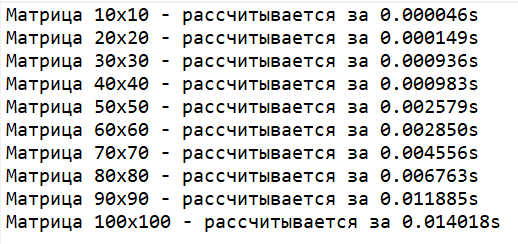 Матрица 10x10 - рассчитывается за 0.000046s
Матрица 20x20 - рассчитывается за 0.000149s
Матрица 30x30 - рассчитывается за 0.000936s
Матрица 40x40 - рассчитывается за 0.000983s
Матрица 50x50 - рассчитывается за 0.002579s
Матрица 60x60 - рассчитывается за 0.002850s
Матрица 70x70 - рассчитывается за 0.004556s
Матрица 80x80 - рассчитывается за 0.006763s
Матрица 90x90 - рассчитывается за 0.011885s
Матрица 100x100 - рассчитывается за 0.014018s